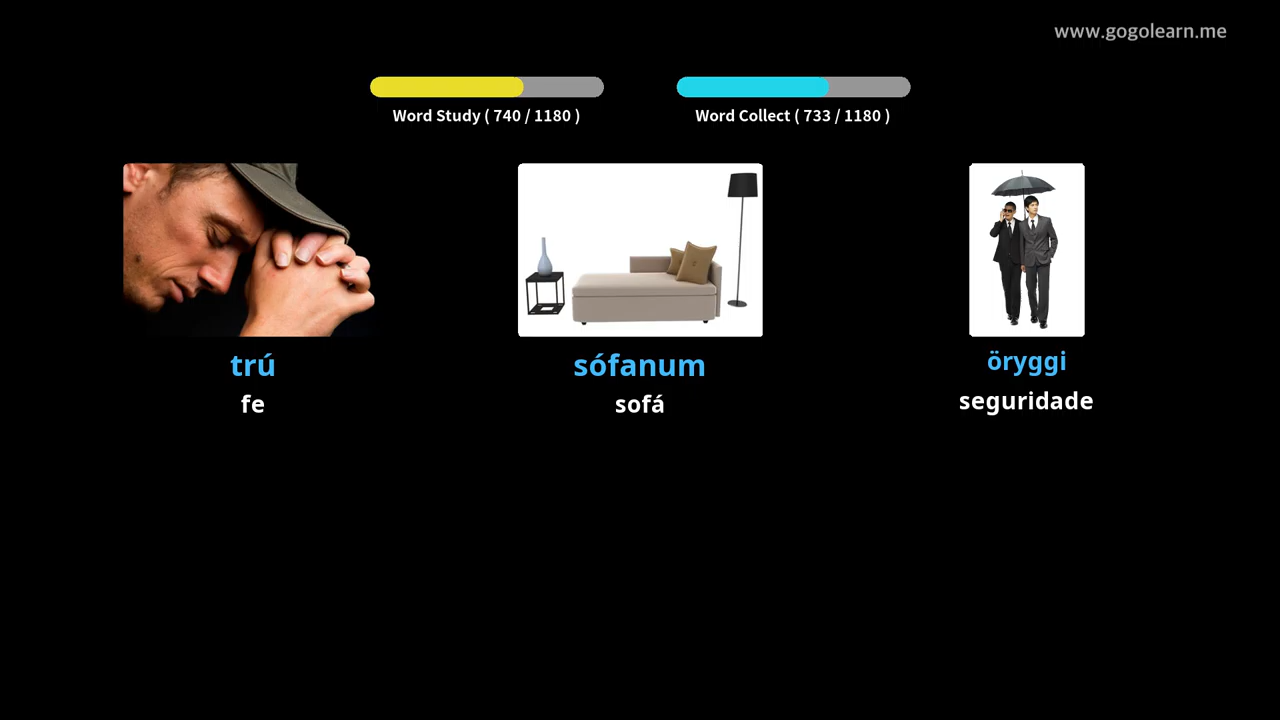 www.gogolearn.me
Word Study ( 740 / 1180 )
Word Collect ( 733 / 1180 )
trú
fe
sófanum
sofá
öryggi
seguridade